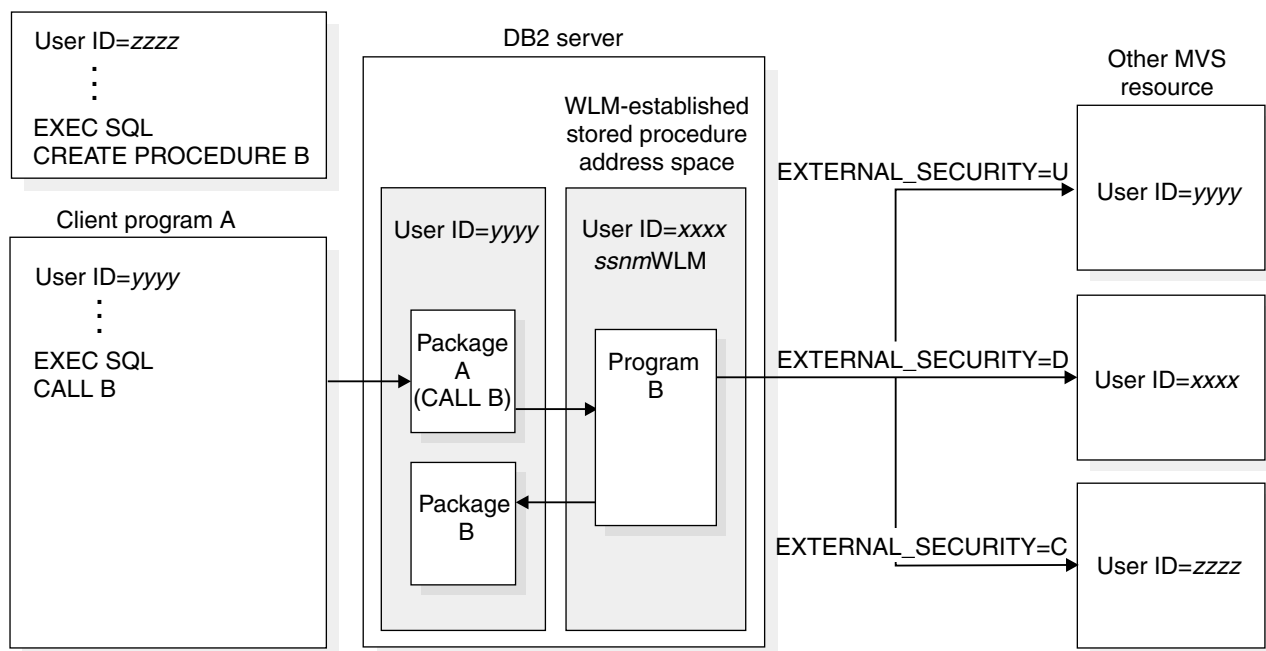 User ID=zzzz
.
.
.
EXEC SQL
CREATE PROCEDURE B
Client program A
User ID=yyyy
.
.
.
EXEC SQL
CALL B
DB2 server
WLM-established
stored procedure
address space
User ID=yyyy
User ID=xxxx
ssnmWLM
Package
A
(CALL B)
Program
B
Package
B
Other MVS
resource
EXTERNAL_SECURITY=U
User ID=yyyy
EXTERNAL_SECURITY=D
User ID=xxxx
EXTERNAL_SECURITY=C
User ID=zzzz